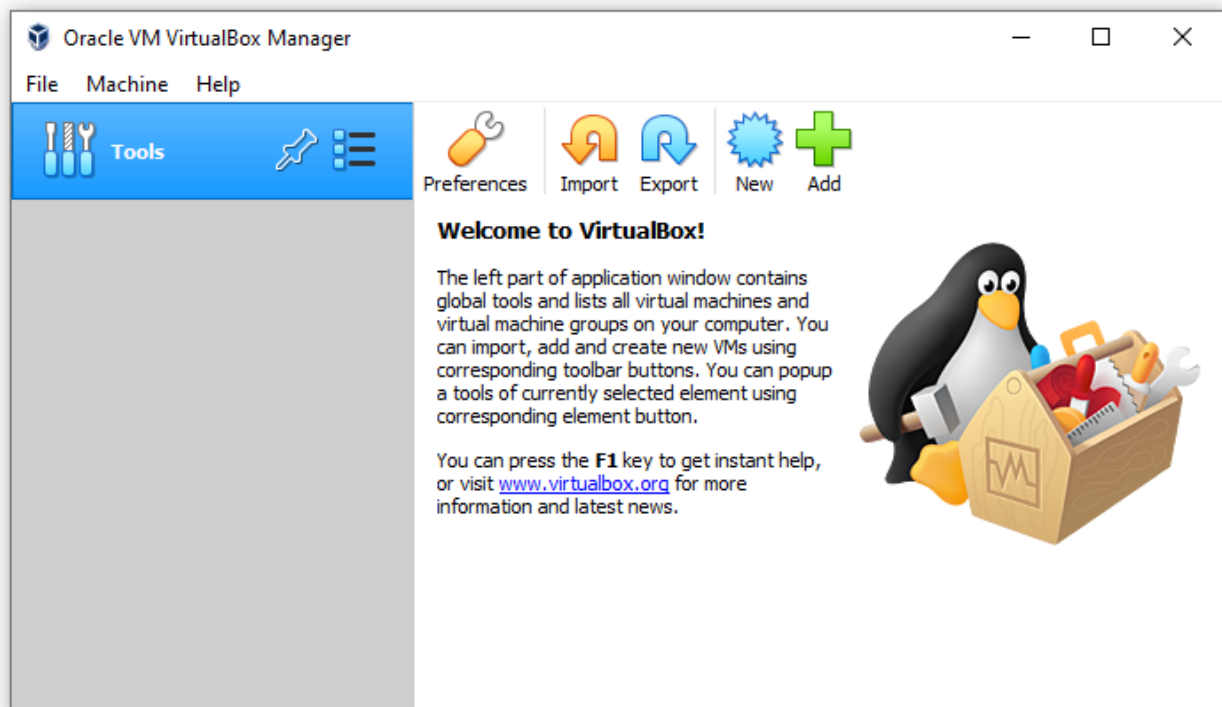 Oracle VM VirtualBox Manager
File Machine Help
Tools
Preferences Import Export New Add
Welcome to VirtualBox!
The left part of application window contains
global tools and lists all virtual machines and
virtual machine groups on your computer. You
can import, add and create new VMs using
corresponding toolbar buttons. You can popup
a tools of currently selected element using
corresponding element button.
You can press the F1 key to get instant help,
or visit www.virtualbox.org for more
information and latest news.